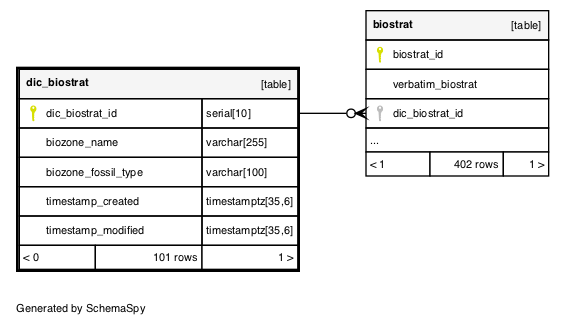 biostrat [table]
biostrat_id
verbatim_biostrat
dic_biostrat_id
...
< 1 402 rows 1 >
dic_biostrat [table]
dic_biostrat_id serial[10]
biozone_name varchar[255]
biozone_fossil_type varchar[100]
timestamp_created timestamptz[35,6]
timestamp_modified timestamptz[35,6]
< 0 101 rows 1 >
Generated by SchemaSpy